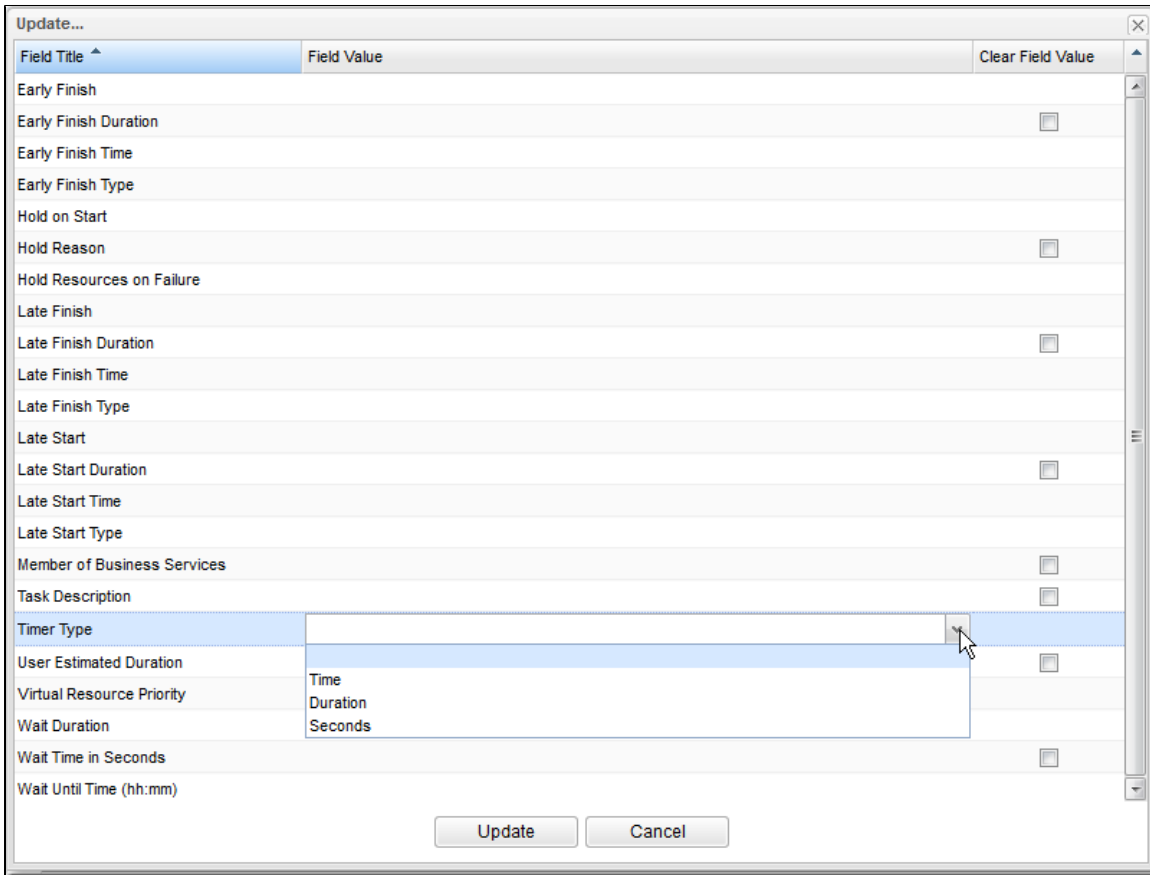 Update...
Field Title Field Value Clear Field Value
Early Finish
Early Finish Duration
Early Finish Time
Early Finish Type
Hold on Start
Hold Reason
Hold Resources on Failure
Late Finish
Late Finish Duration
Late Finish Time
Late Finish Type
Late Start
Late Start Duration
Late Start Time
Late Start Type
Member of Business Services
Task Description
Timer Type
User Estimated Duration
Time
Virtual Resource Priority
Duration
Wait Duration
Seconds
Wait Time in Seconds
Wait Until Time (hh:mm)
Update Cancel